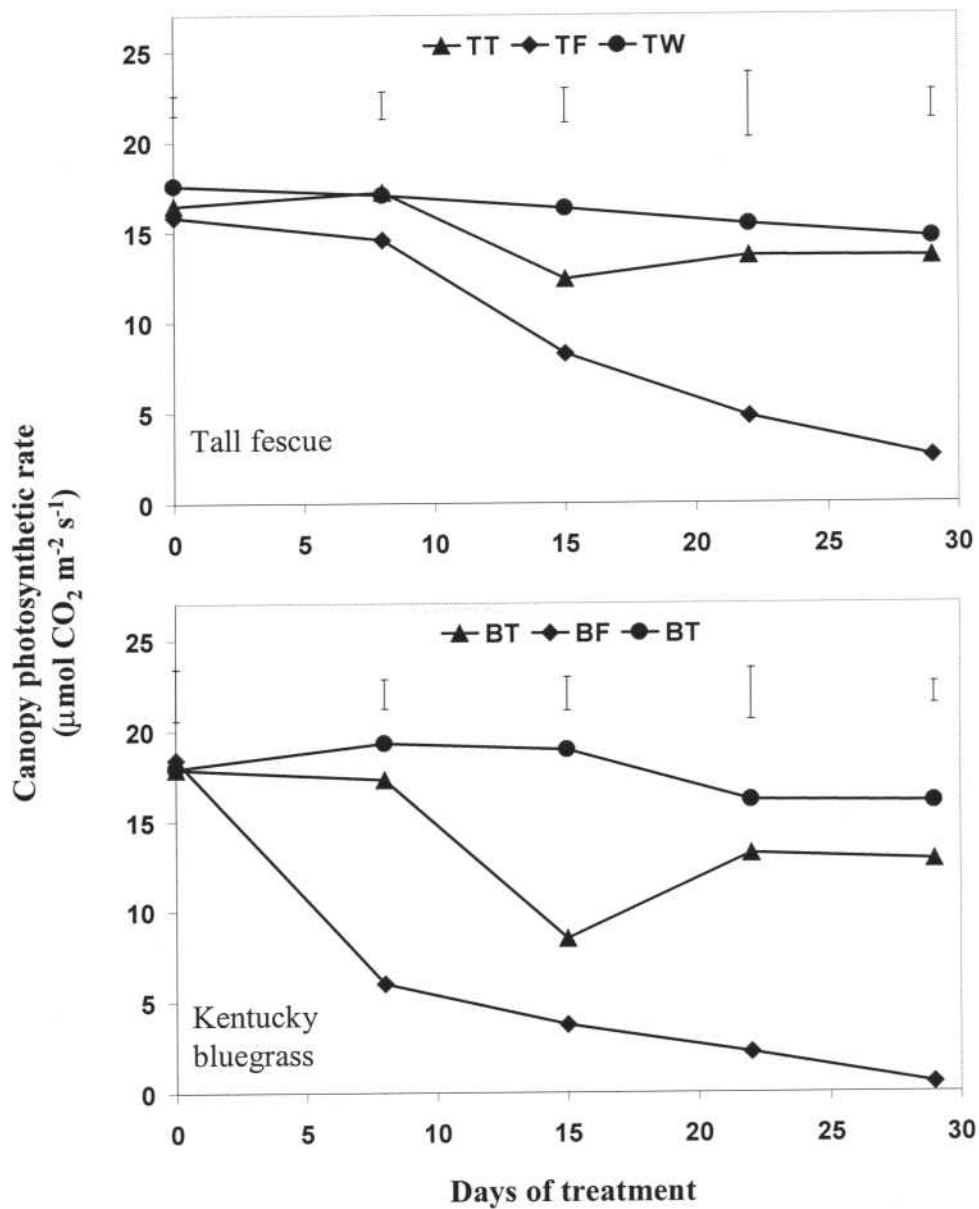 TT TF TW
25
20
15
10
5
0
Tall fescue
0 5 10 15 20 25 30
Canopy photosynthetic rate
(μmol CO₂ m⁻² s⁻¹)
BT BF BT
25
20
15
10
5
0
Kentucky
bluegrass
0 5 10 15 20 25 30
Days of treatment